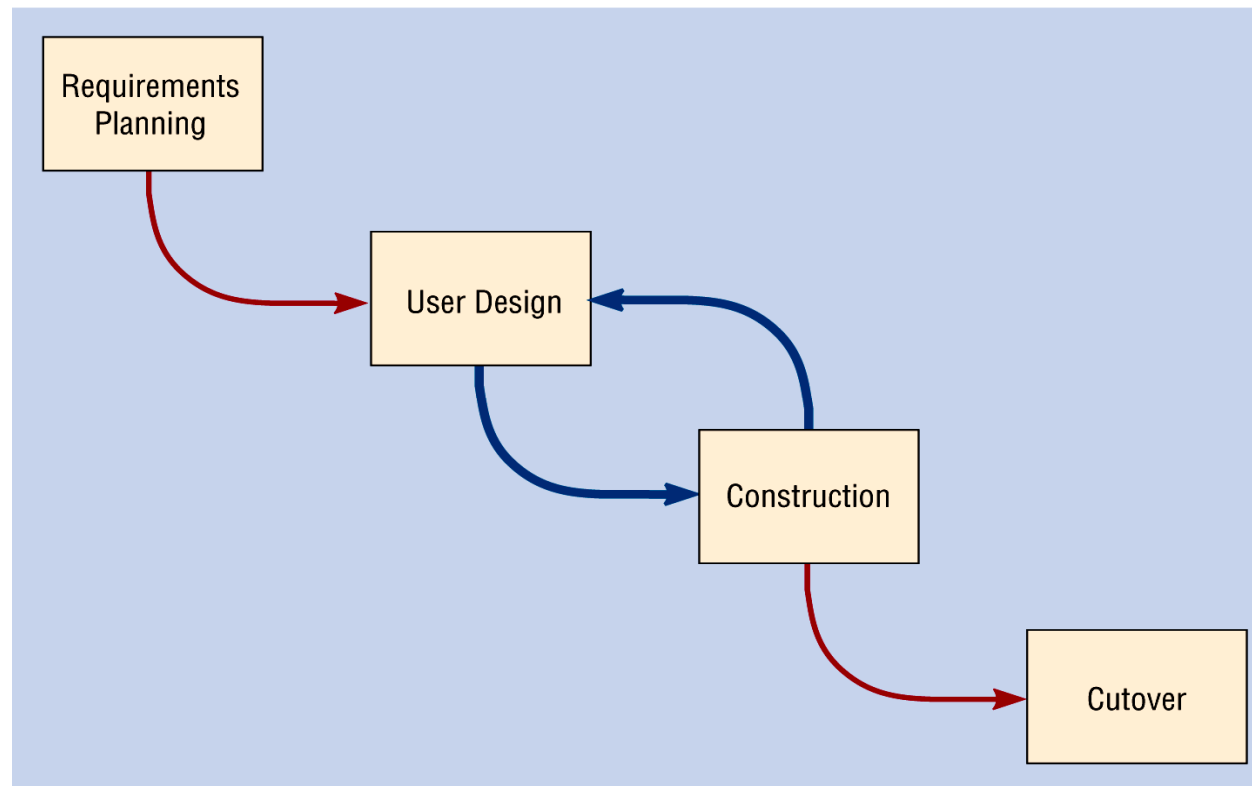 Requirements
Planning
User Design
Construction
Cutover